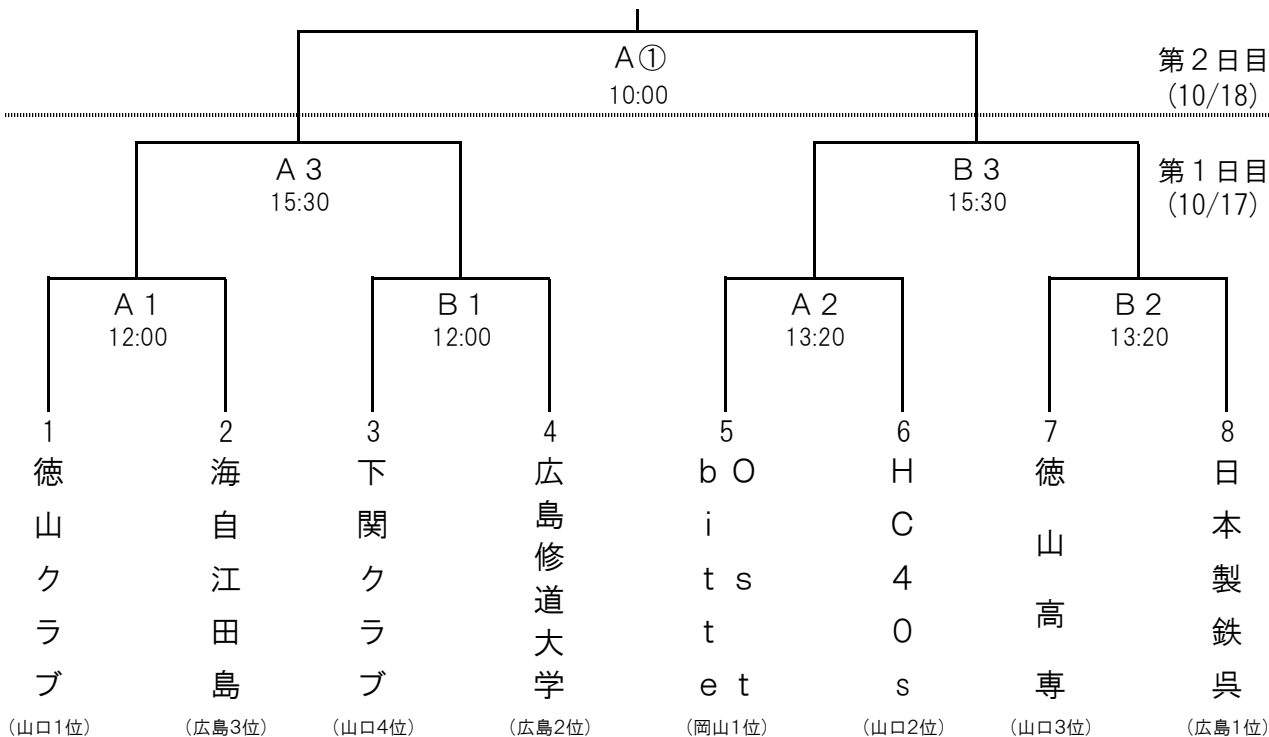 A①
10:00
第２日目
(10/18)
A３
15:30
B３
15:30
第１日目
(10/17)
A１
12:00
B１
12:00
A２
13:20
B２
13:20
1
徳山クラブ
(山口1位)
2
海自江田島
(広島3位)
3
下関クラブ
(山口4位)
4
広島修道大学
(広島2位)
5
Ost
bittte
(岡山1位)
6
HC40s
(山口2位)
7
徳山高専
(山口3位)
8
日本製鉄呉
(広島1位)